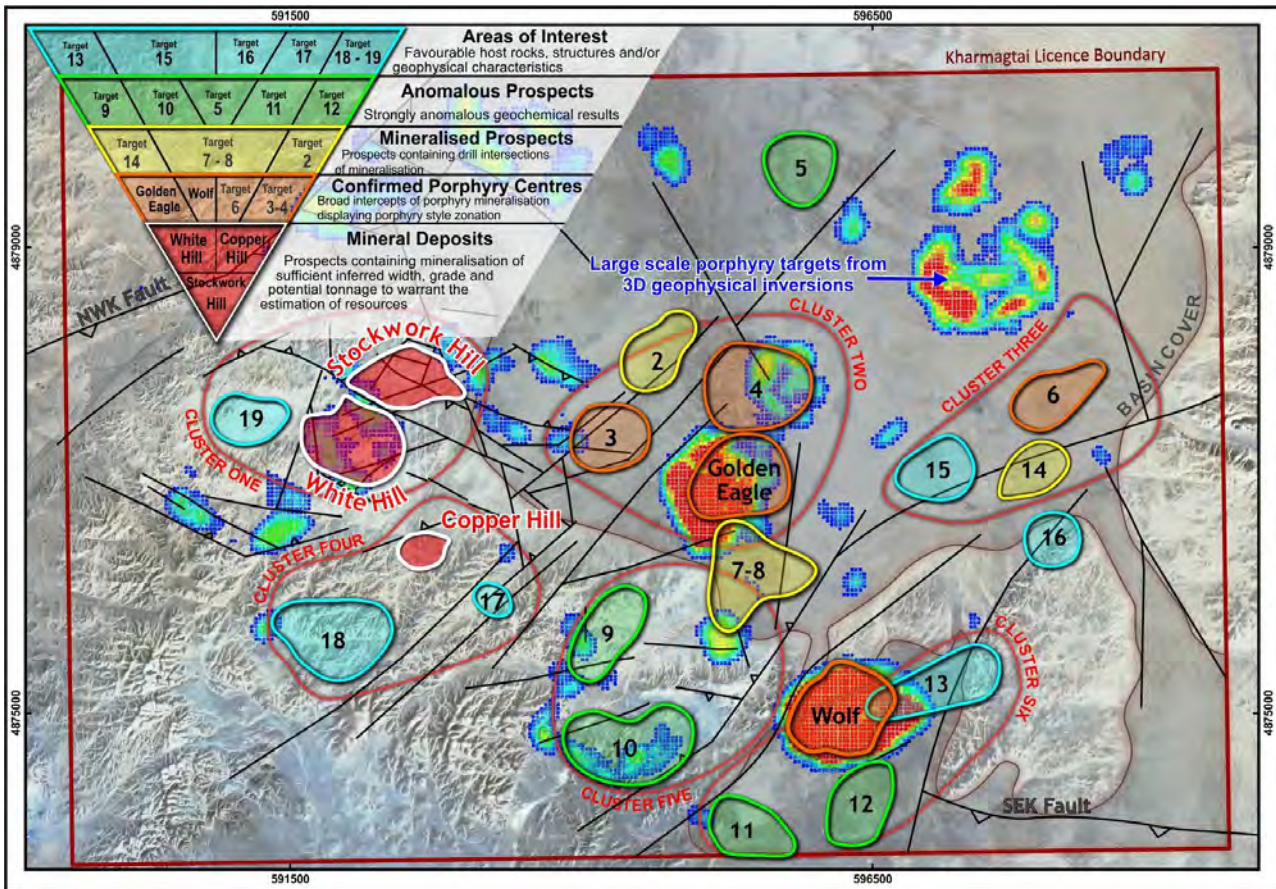 591500
596500
Kharmagtai Licence Boundary
Target 13
Target 15
Target 16
Target 17
Target 18 - 19
Areas of Interest
Favourable host rocks, structures and/or
geophysical characteristics
Target 9
Target 10
Target 5
Target 11
Target 12
Anomalous Prospects
Strongly anomalous geochemical results
Target 14
Target 7 - 8
Target 2
Mineralised Prospects
Prospects containing drill intersections
of mineralisation
Golden Eagle
Wolf
Target 6
Target 3-4
Confirmed Porphyry Centres
Broad intercepts of porphyry mineralisation
displaying porphyry style zonation
White Hill
Copper Hill
Stockwork Hill
Mineral Deposits
Prospects containing mineralisation of
sufficient inferred width, grade and
potential tonnage to warrant the
estimation of resources
4879000
4879000
NWK Fault
5
Large scale porphyry targets from
3D geophysical inversions
Stockwork Hill
CLUSTER TWO
CLUSTER THREE
BASIN COVER
2
4
6
19
3
CLUSTER ONE
White Hill
Golden
Eagle
15
14
Copper Hill
16
CLUSTER FOUR
7-8
17
18
9
CLUSTER SIX
13
4875000
4875000
Wolf
10
CLUSTER FIVE
12
SEK Fault
11
591500
596500